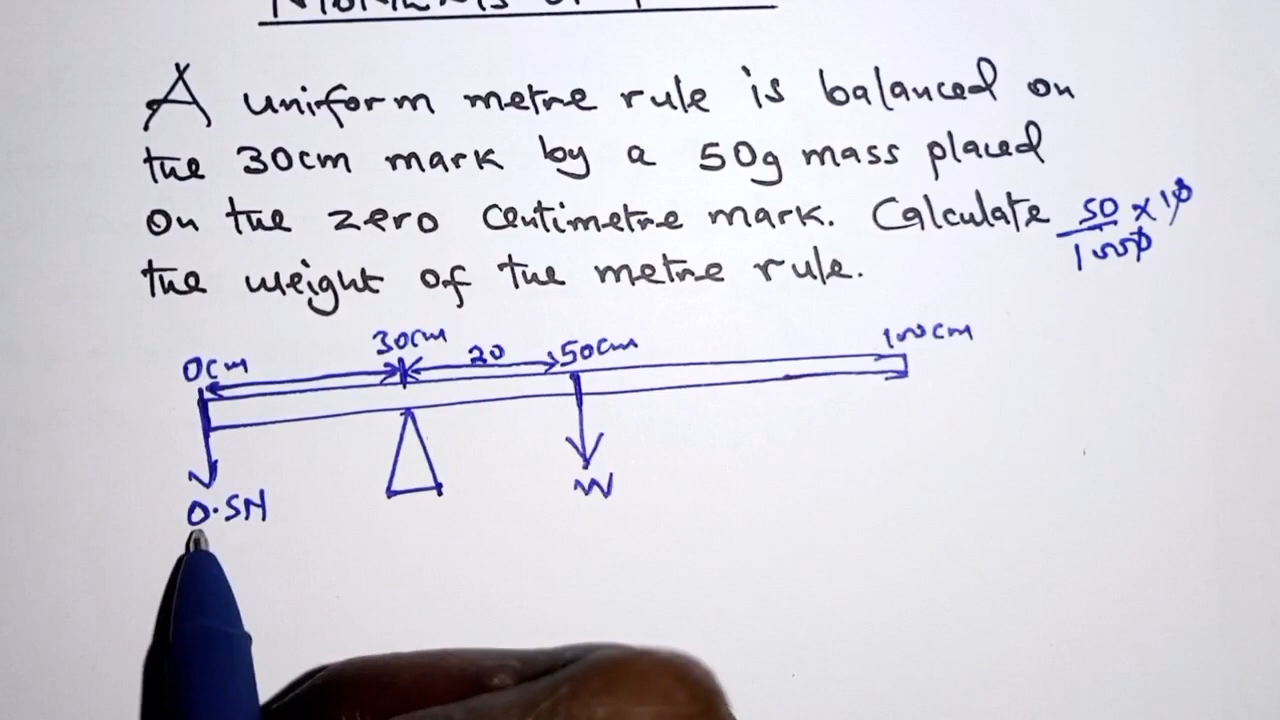 A uniform metre rule is balanced on
the 30cm mark by a 50g mass placed
on the zero centimetre mark. Calculate 50 x 10
1000
the weight of the metre rule.
0cm 30cm 20 50cm 100cm
0.5N W